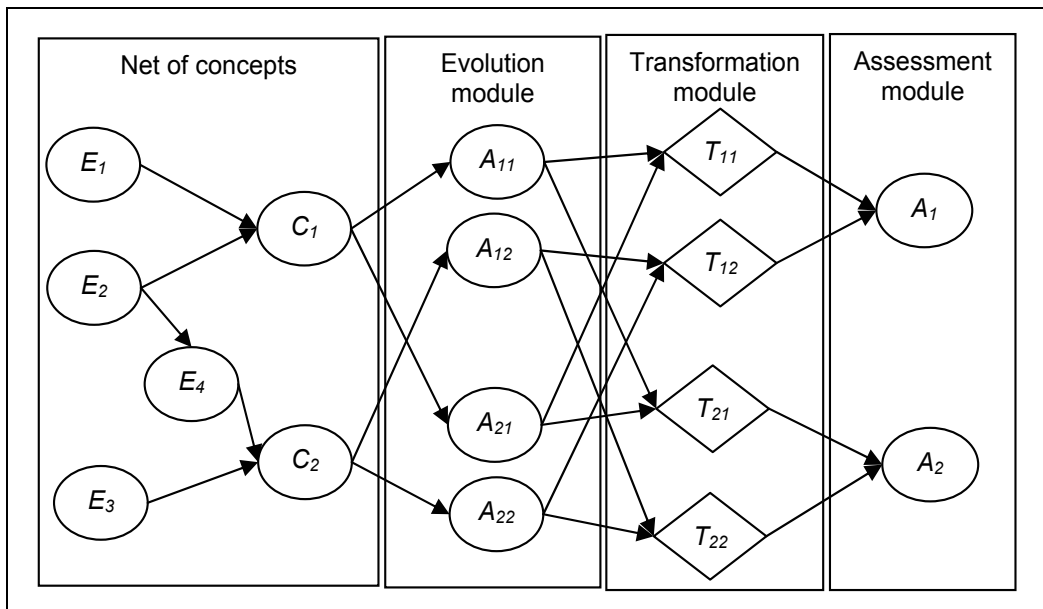 Net of concepts
Evolution
module
Transformation
module
Assessment
module
E1
E2
E4
E3
C1
C2
A11
A12
A21
A22
T11
T12
T21
T22
A1
A2